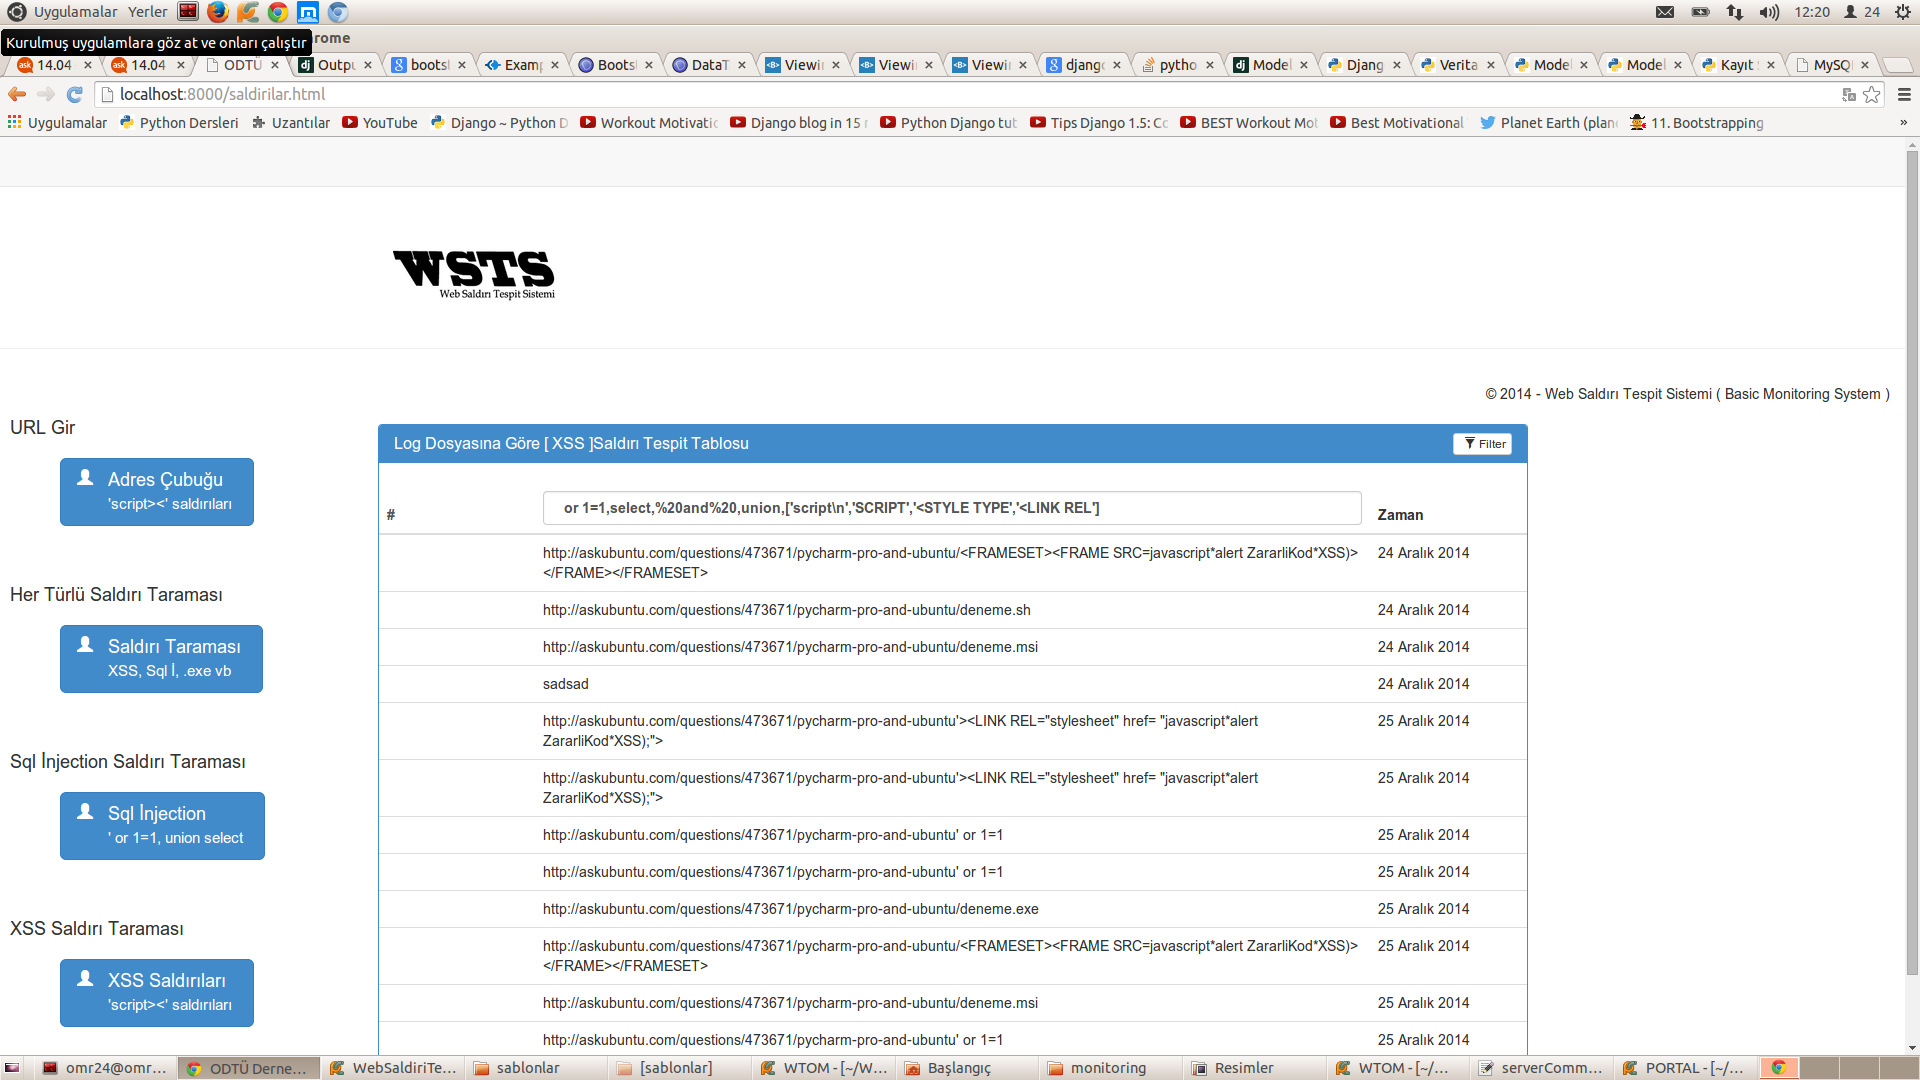 Uygulamalar Yerler 12:20 24
Kurulmuş uygulamlara göz at ve onları çalıştır rome
14.04 14.04 ODTÜ Outpu bootsl Examp Bootsl DataT Viewin Viewin Viewin django pytho Model Djang Verita Model Model Kayıt S MySQL
localhost:8000/saldirilar.html
Uygulamalar Python Dersleri Uzantılar YouTube Django ~ Python D Workout Motivatic Django blog in 15 r Python Django tut Tips Django 1.5: Cc BEST Workout Mot Best Motivational Planet Earth (plan 11. Bootstrapping »
WSTS
Web Saldırı Tespit Sistemi
© 2014 - Web Saldırı Tespit Sistemi ( Basic Monitoring System )
URL Gir
Adres Çubuğu
'script><' saldırıları
Her Türlü Saldırı Taraması
Saldırı Taraması
XSS, Sql İ, .exe vb
Sql İnjection Saldırı Taraması
Sql İnjection
' or 1=1, union select
XSS Saldırı Taraması
XSS Saldırıları
'script><' saldırıları
Log Dosyasına Göre [ XSS ]Saldırı Tespit Tablosu Filter
# or 1=1,select,%20and%20,union,['script\n','SCRIPT','<STYLE TYPE','<LINK REL'] Zaman
http://askubuntu.com/questions/473671/pycharm-pro-and-ubuntu/<FRAMESET><FRAME SRC=javascript*alert ZararliKod*XSS)> 24 Aralık 2014
</FRAME></FRAMESET>
http://askubuntu.com/questions/473671/pycharm-pro-and-ubuntu/deneme.sh 24 Aralık 2014
http://askubuntu.com/questions/473671/pycharm-pro-and-ubuntu/deneme.msi 24 Aralık 2014
sadsad 24 Aralık 2014
http://askubuntu.com/questions/473671/pycharm-pro-and-ubuntu'><LINK REL="stylesheet" href= "javascript*alert 25 Aralık 2014
ZararliKod*XSS);">
http://askubuntu.com/questions/473671/pycharm-pro-and-ubuntu'><LINK REL="stylesheet" href= "javascript*alert 25 Aralık 2014
ZararliKod*XSS);">
http://askubuntu.com/questions/473671/pycharm-pro-and-ubuntu' or 1=1 25 Aralık 2014
http://askubuntu.com/questions/473671/pycharm-pro-and-ubuntu' or 1=1 25 Aralık 2014
http://askubuntu.com/questions/473671/pycharm-pro-and-ubuntu/deneme.exe 25 Aralık 2014
http://askubuntu.com/questions/473671/pycharm-pro-and-ubuntu/<FRAMESET><FRAME SRC=javascript*alert ZararliKod*XSS)> 25 Aralık 2014
</FRAME></FRAMESET>
http://askubuntu.com/questions/473671/pycharm-pro-and-ubuntu/deneme.msi 25 Aralık 2014
http://askubuntu.com/questions/473671/pycharm-pro-and-ubuntu' or 1=1 25 Aralık 2014
omr24@omr... ODTÜ Derne... WebSaldiriTe... sablonlar [sablonlar] WTOM - [~/W... Başlangıç monitoring Resimler WTOM - [~/... serverComm... PORTAL - [~/...